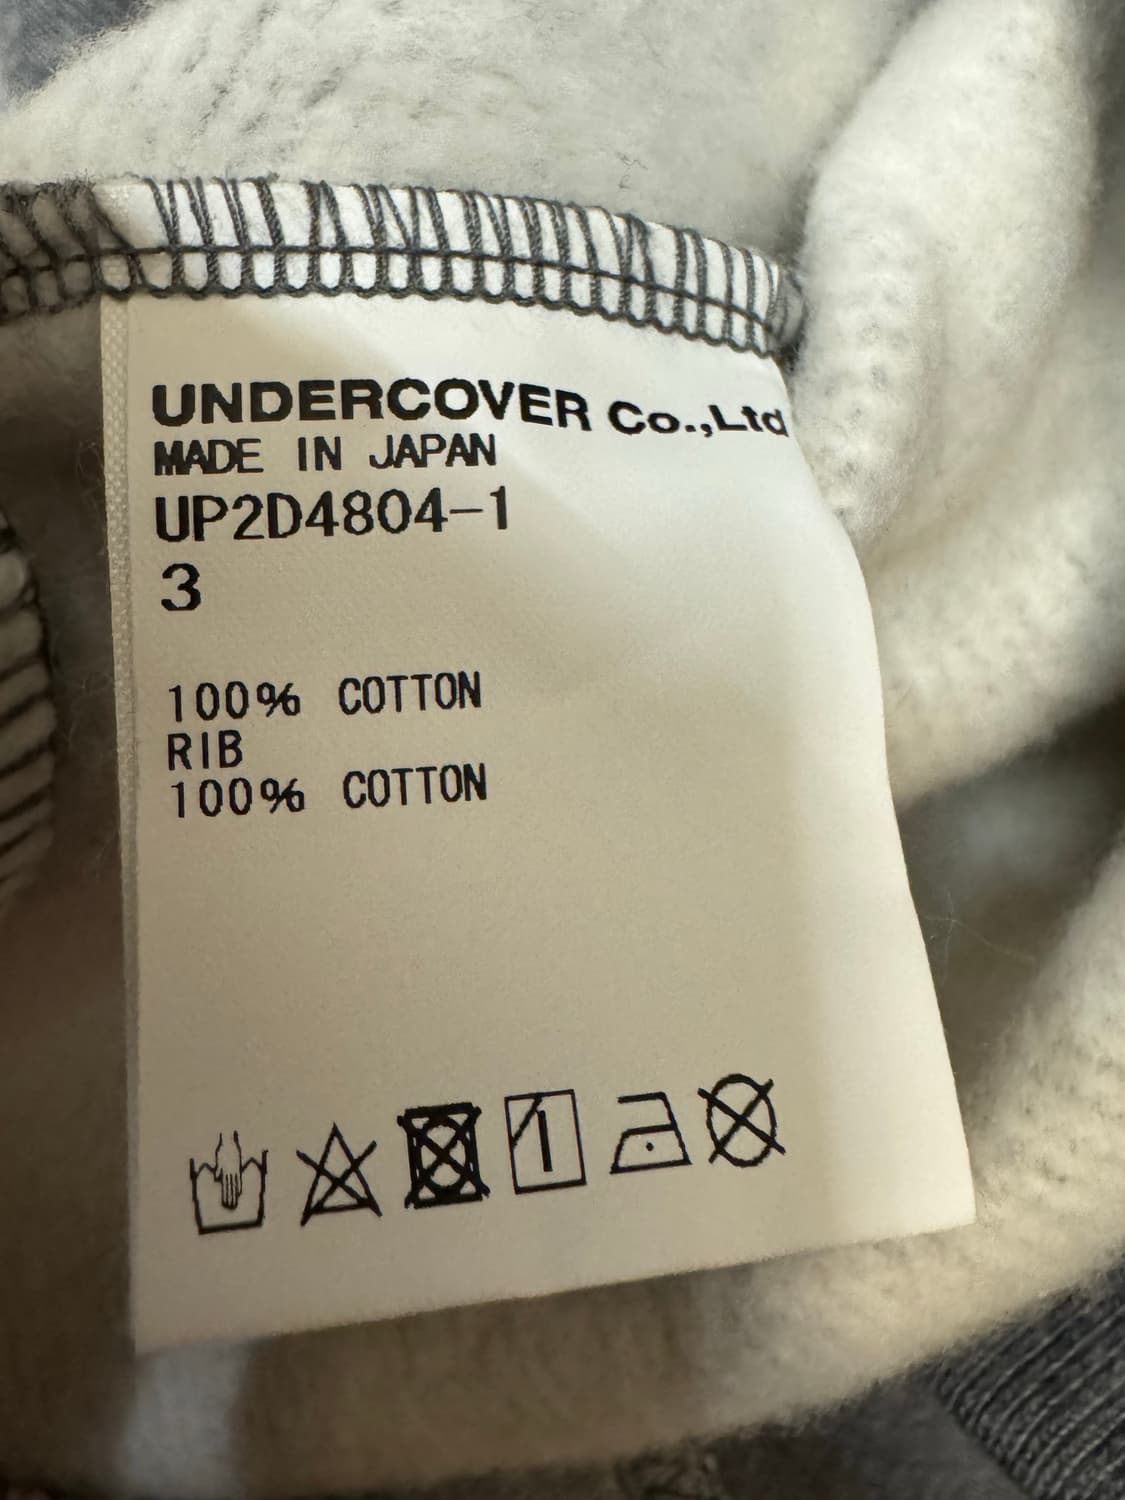 UNDERCOVER Co.,Ltd
MADE IN JAPAN
UP2D4804-1
3
100% COTTON
RIB
100% COTTON